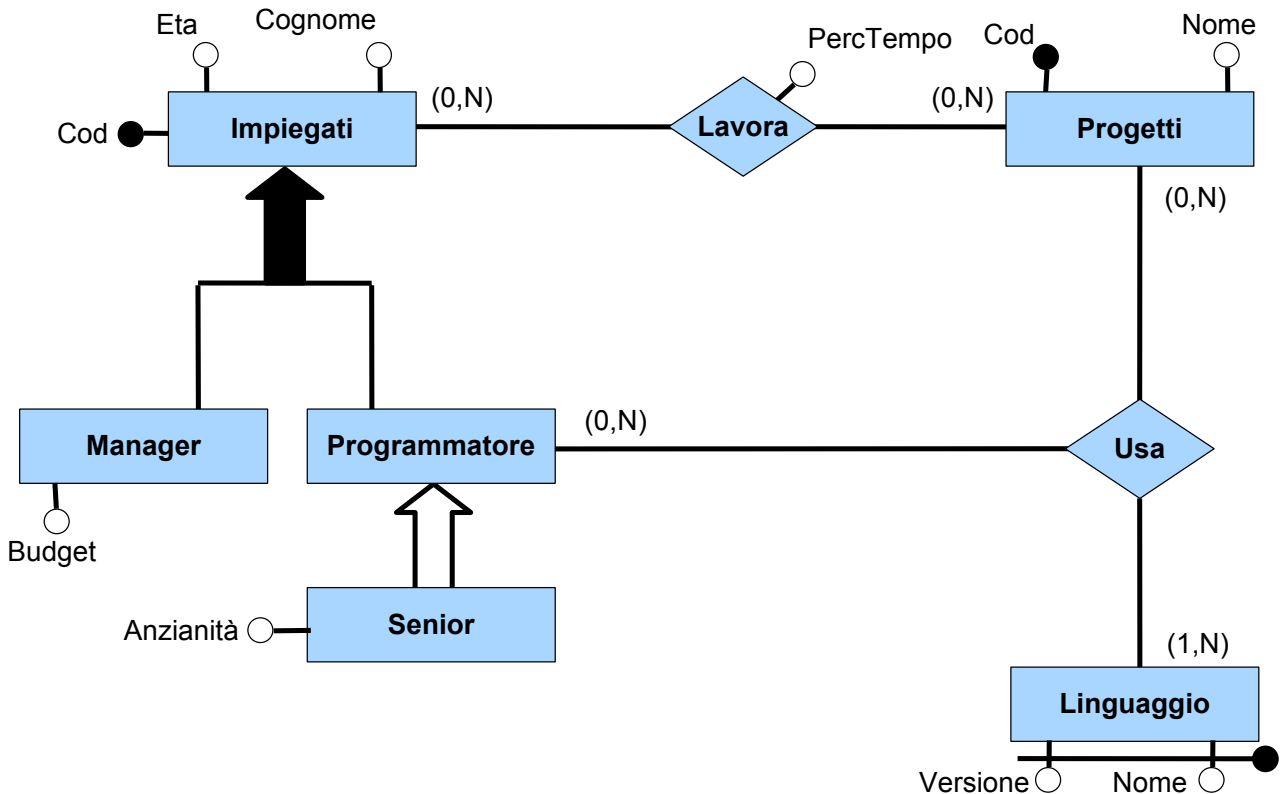 Eta
Cognome
PercTempo
Cod
Nome
Cod
Impiegati
(0,N)
Lavora
(0,N)
Progetti
(0,N)
Manager
Programmatore
(0,N)
Usa
Budget
Anzianità
Senior
(1,N)
Linguaggio
Versione
Nome